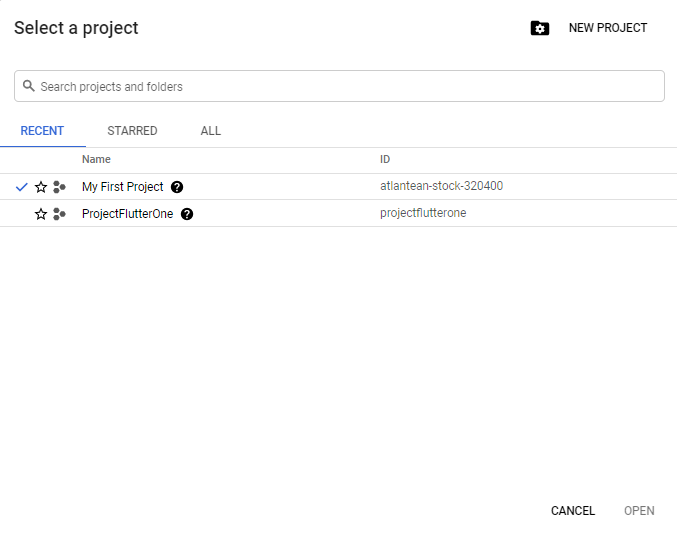 Select a project
NEW PROJECT
Search projects and folders
RECENT STARRED ALL
Name ID
My First Project ? atlantean-stock-320400
ProjectFlutterOne ? projectflutterone
CANCEL OPEN